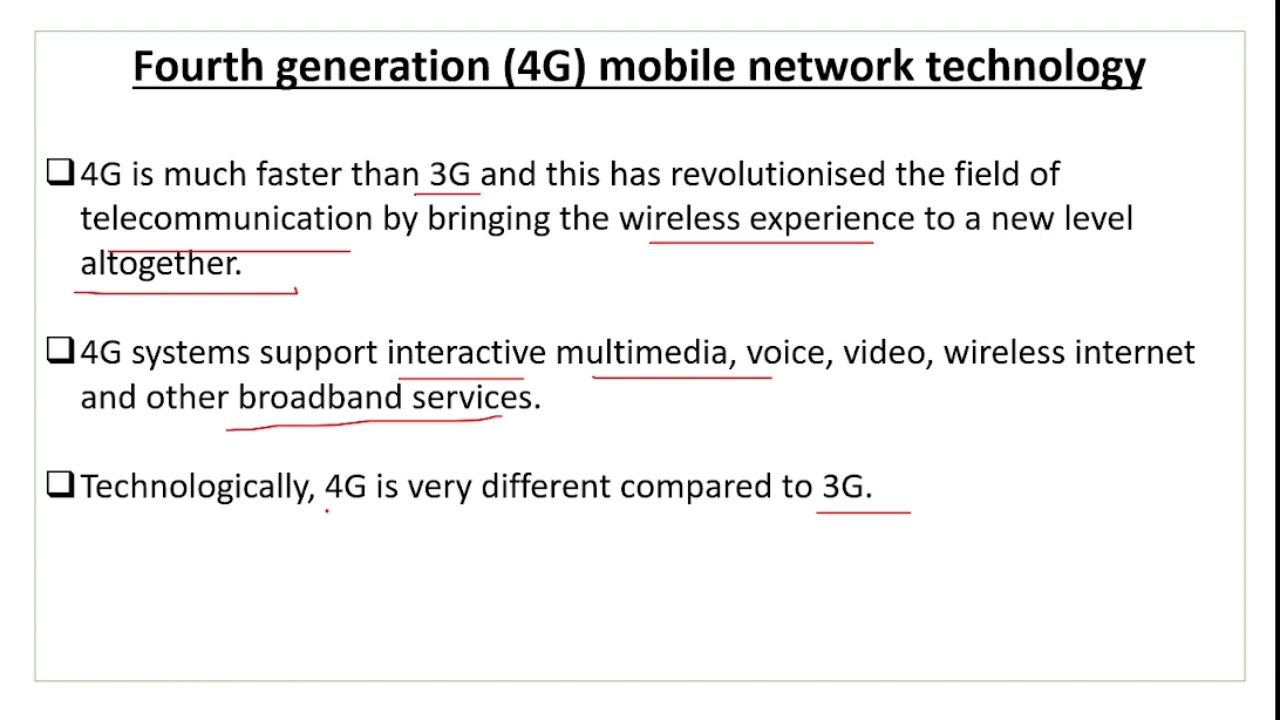 Fourth generation (4G) mobile network technology
4G is much faster than 3G and this has revolutionised the field of
telecommunication by bringing the wireless experience to a new level
altogether.
4G systems support interactive multimedia, voice, video, wireless internet
and other broadband services.
Technologically, 4G is very different compared to 3G.